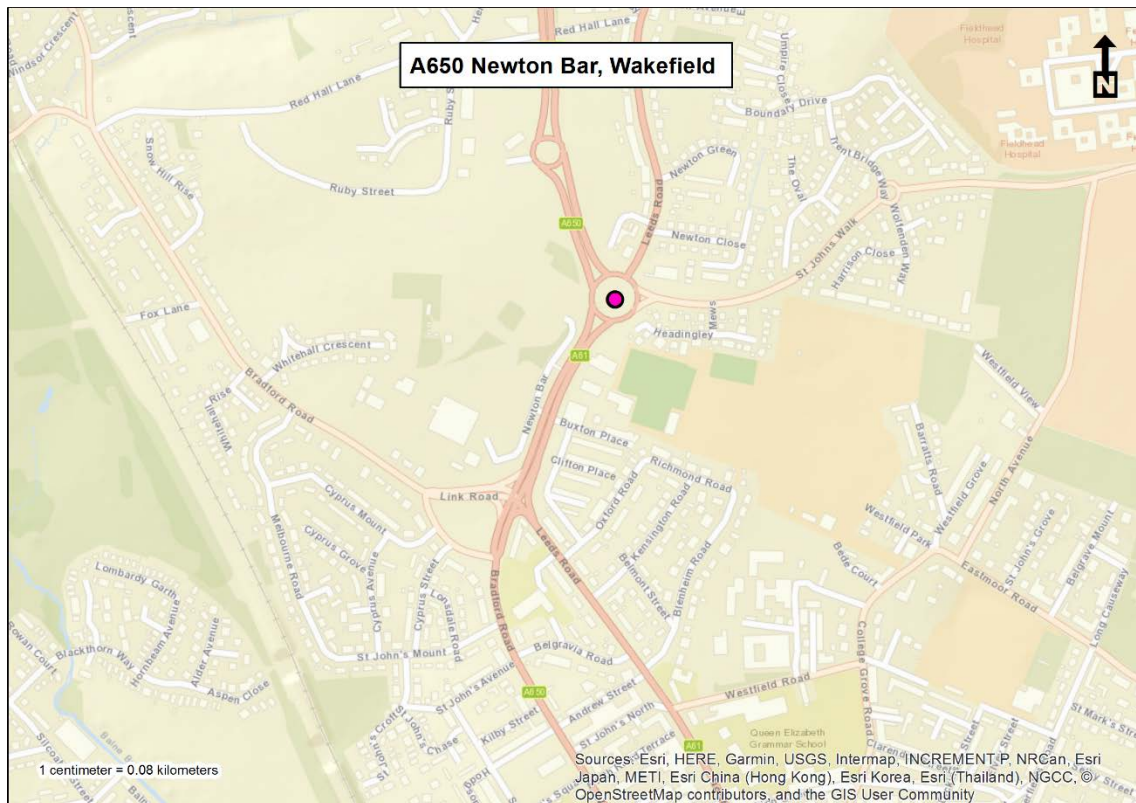 Red Hall Lane
Windsor Crescent
A650 Newton Bar, Wakefield
Fieldhead
Hospital
N
Umpire Close
Red Hall Lane
Ruby S
Boundary Drive
Snow Hill Rise
Newton Green
Trent Bridge Way
Fieldhead
Hospital
Ruby Street
The Oval
Leeds Road
Wolfenden Way
A650
Newton Close
St Johns Walk
Harrison Close
Fox Lane
Mews
Headingley
Whitehall Crescent
A61
Westfield View
Bradford Road
Newton Bar
Rise
Whitehall
Buxton Place
Barratts Road
North Avenue
Clifton Place
Richmond Road
Link Road
Oxford Road
Kensington Road
Westfield Grove
Cyprus Mount
Westfield Park
St John's Grove
Belgrave Mount
Melbourne Road
Cyprus Grove
Leeds Road
Bede Court
Eastmoor Road
Cyprus Avenue
Cyprus Street
Bradford Road
Belmont Street
Blenheim Road
Lombardy Garth
Lonsdale Road
Long Causeway
Rowan Court
Hornbeam Avenue
Alder Avenue
Blackthorn Way
St John's Mount
Belgravia Road
College Grove Road
Aspen Close
St John's Avenue
Westfield Road
A650
Andrew Street
St John's Croft
St John's Chase
Kilby Street
St John's North
St Mark's Street
Queen Elizabeth
Grammar School
A61
Terrace
1 centimeter = 0.08 kilometers
Sources: Esri, HERE, Garmin, USGS, Intermap, INCREMENT P, NRCan, Esri
Japan, METI, Esri China (Hong Kong), Esri Korea, Esri (Thailand), NGCC, ©
OpenStreetMap contributors, and the GIS User Community